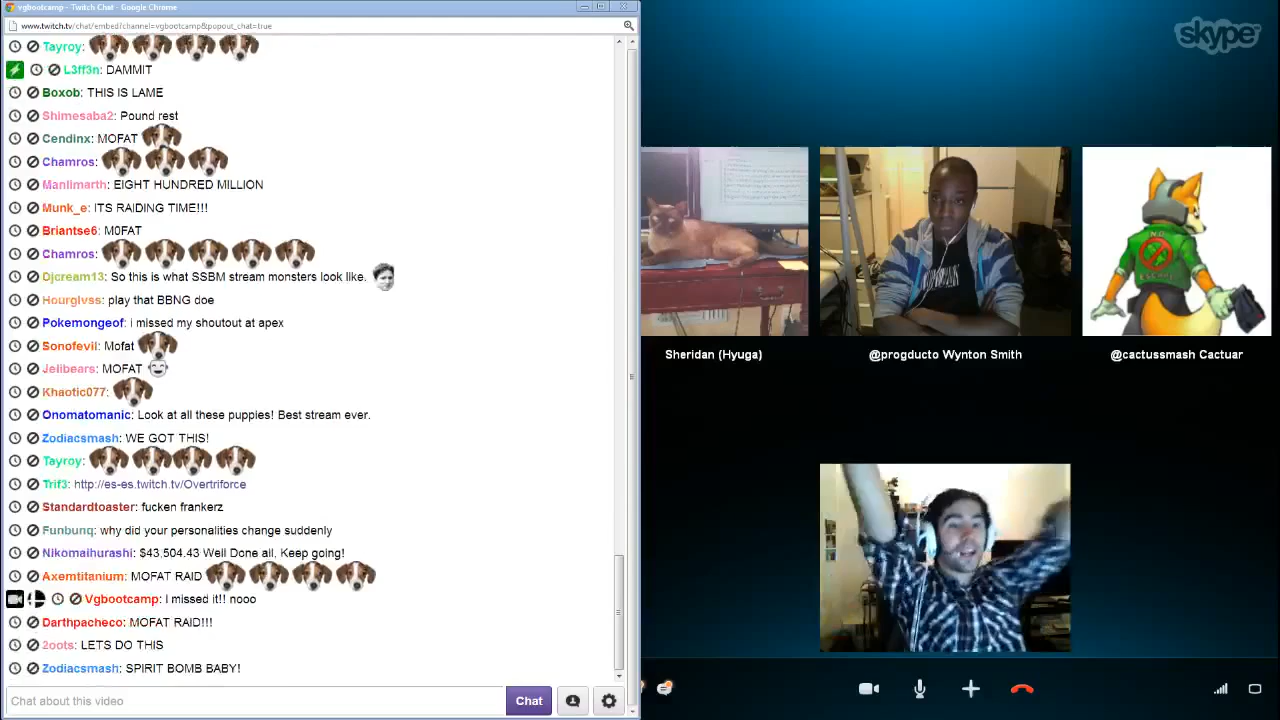 vgbootcamp - Twitch Chat - Google Chrome
www.twitch.tv/chat/embed?channel=vgbootcamp&popout_chat=true
Tayroy:
L3ff3n: DAMMIT
Boxob: THIS IS LAME
Shimesaba2: Pound rest
Cendinx: MOFAT
Chamros:
Manlimarth: EIGHT HUNDRED MILLION
Munk_e: ITS RAIDING TIME!!!
Briantse6: M0FAT
Chamros:
Djcream13: So this is what SSBM stream monsters look like.
Hourglvss: play that BBNG doe
Pokemongeof: i missed my shoutout at apex
Sonofevil: Mofat
Jelibears: MOFAT
Khaotic077:
Onomatomanic: Look at all these puppies! Best stream ever.
Zodiacsmash: WE GOT THIS!
Tayroy:
Trif3: http://es-es.twitch.tv/Overtriforce
Standardtoaster: fucken frankerz
Funbunq: why did your personalities change suddenly
Nikomaihurashi: $43,504.43 Well Done all, Keep going!
Axemtitanium: MOFAT RAID
Vgbootcamp: I missed it!! nooo
Darthpacheco: MOFAT RAID!!!
2oots: LETS DO THIS
Zodiacsmash: SPIRIT BOMB BABY!
Chat about this video
Chat
skype
NO
Sheridan (Hyuga)
@progducto Wynton Smith
@cactussmash Cactuar